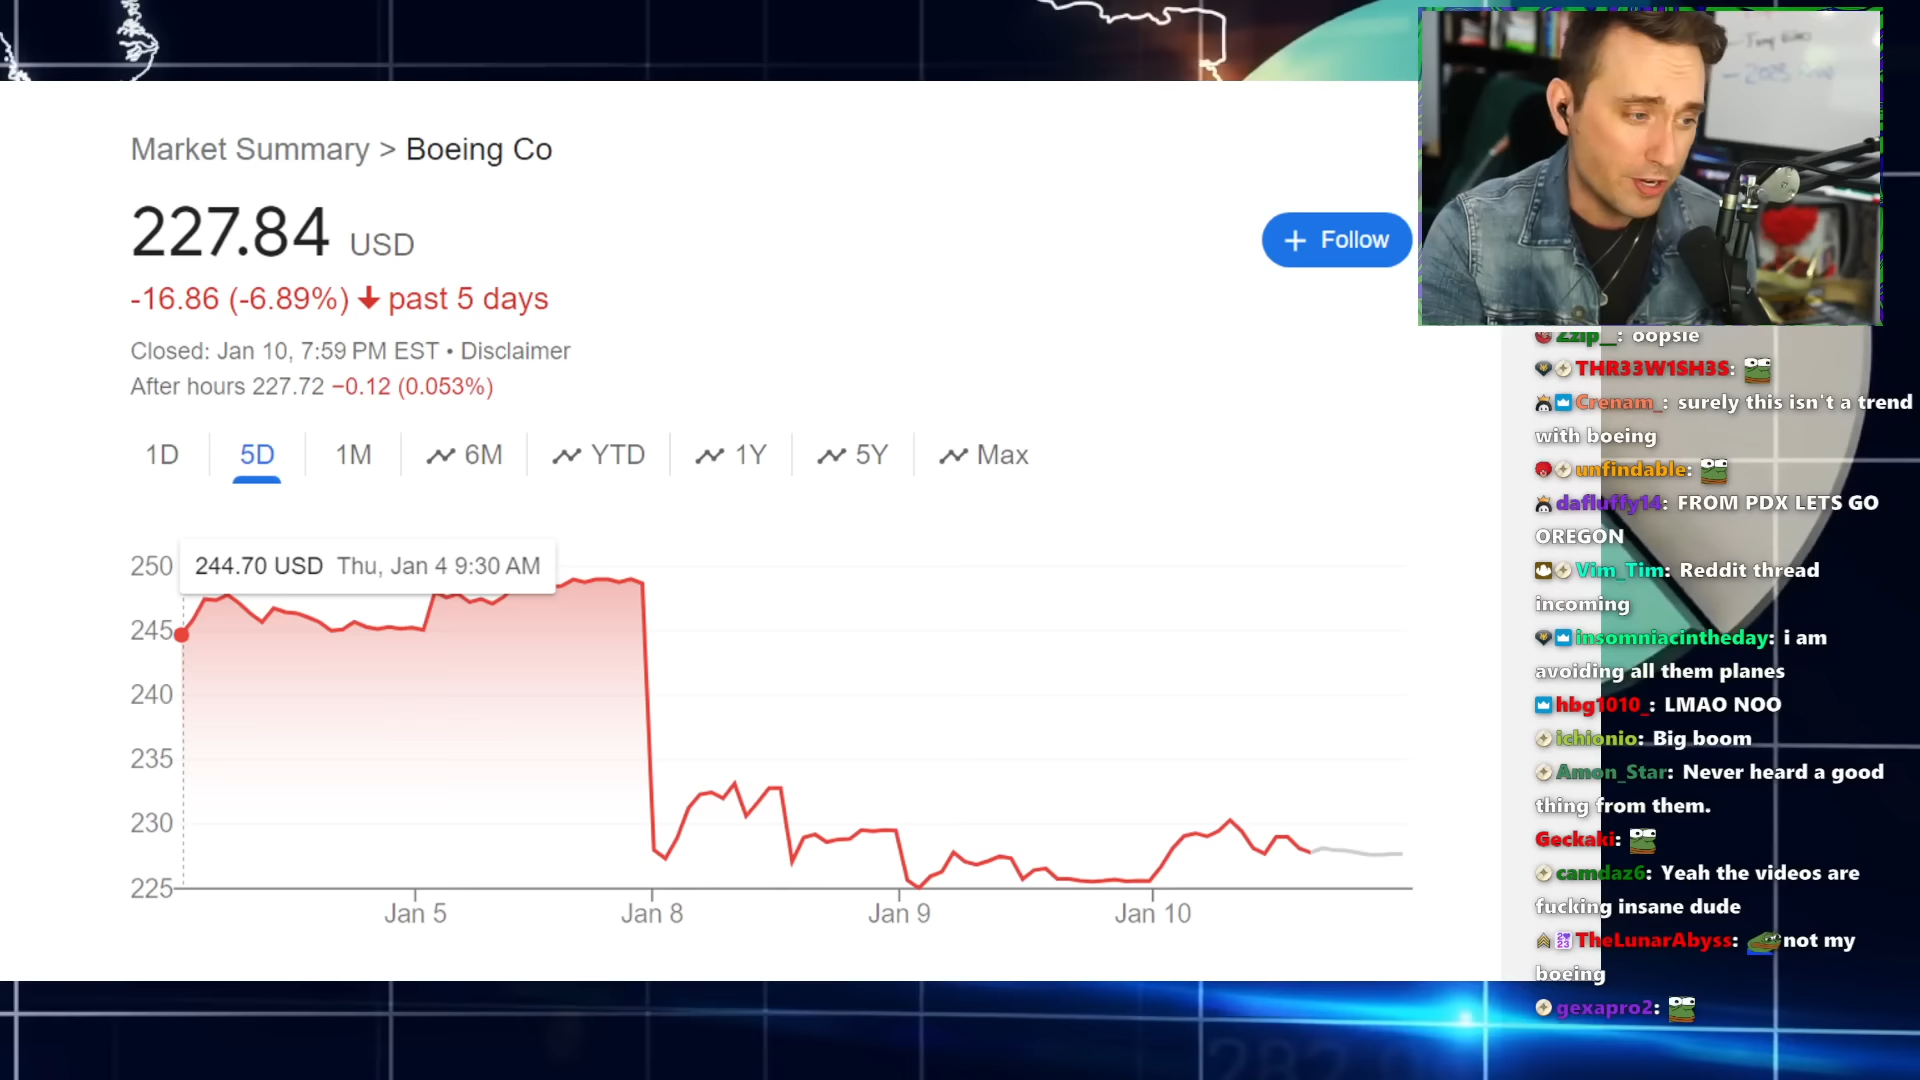 Market Summary > Boeing Co
227.84 USD
+ Follow
-16.86 (-6.89%) ↓ past 5 days
Closed: Jan 10, 7:59 PM EST • Disclaimer
After hours 227.72 −0.12 (0.053%)
1D 5D 1M 6M YTD 1Y 5Y Max
250
244.70 USD Thu, Jan 4 9:30 AM
245
240
235
230
225
Jan 5 Jan 8 Jan 9 Jan 10
Zzip__: oopsie
THR33W1SH3S:
Crenam_: surely this isn't a trend
with boeing
unfindable:
dafluffy14: FROM PDX LETS GO
OREGON
Vim_Tim: Reddit thread
incoming
insomniacintheday: i am
avoiding all them planes
hbg1010_: LMAO NOO
ichionio: Big boom
Amon_Star: Never heard a good
thing from them.
Geckaki:
camdaz6: Yeah the videos are
fucking insane dude
TheLunarAbyss: not my
boeing
gexapro2: